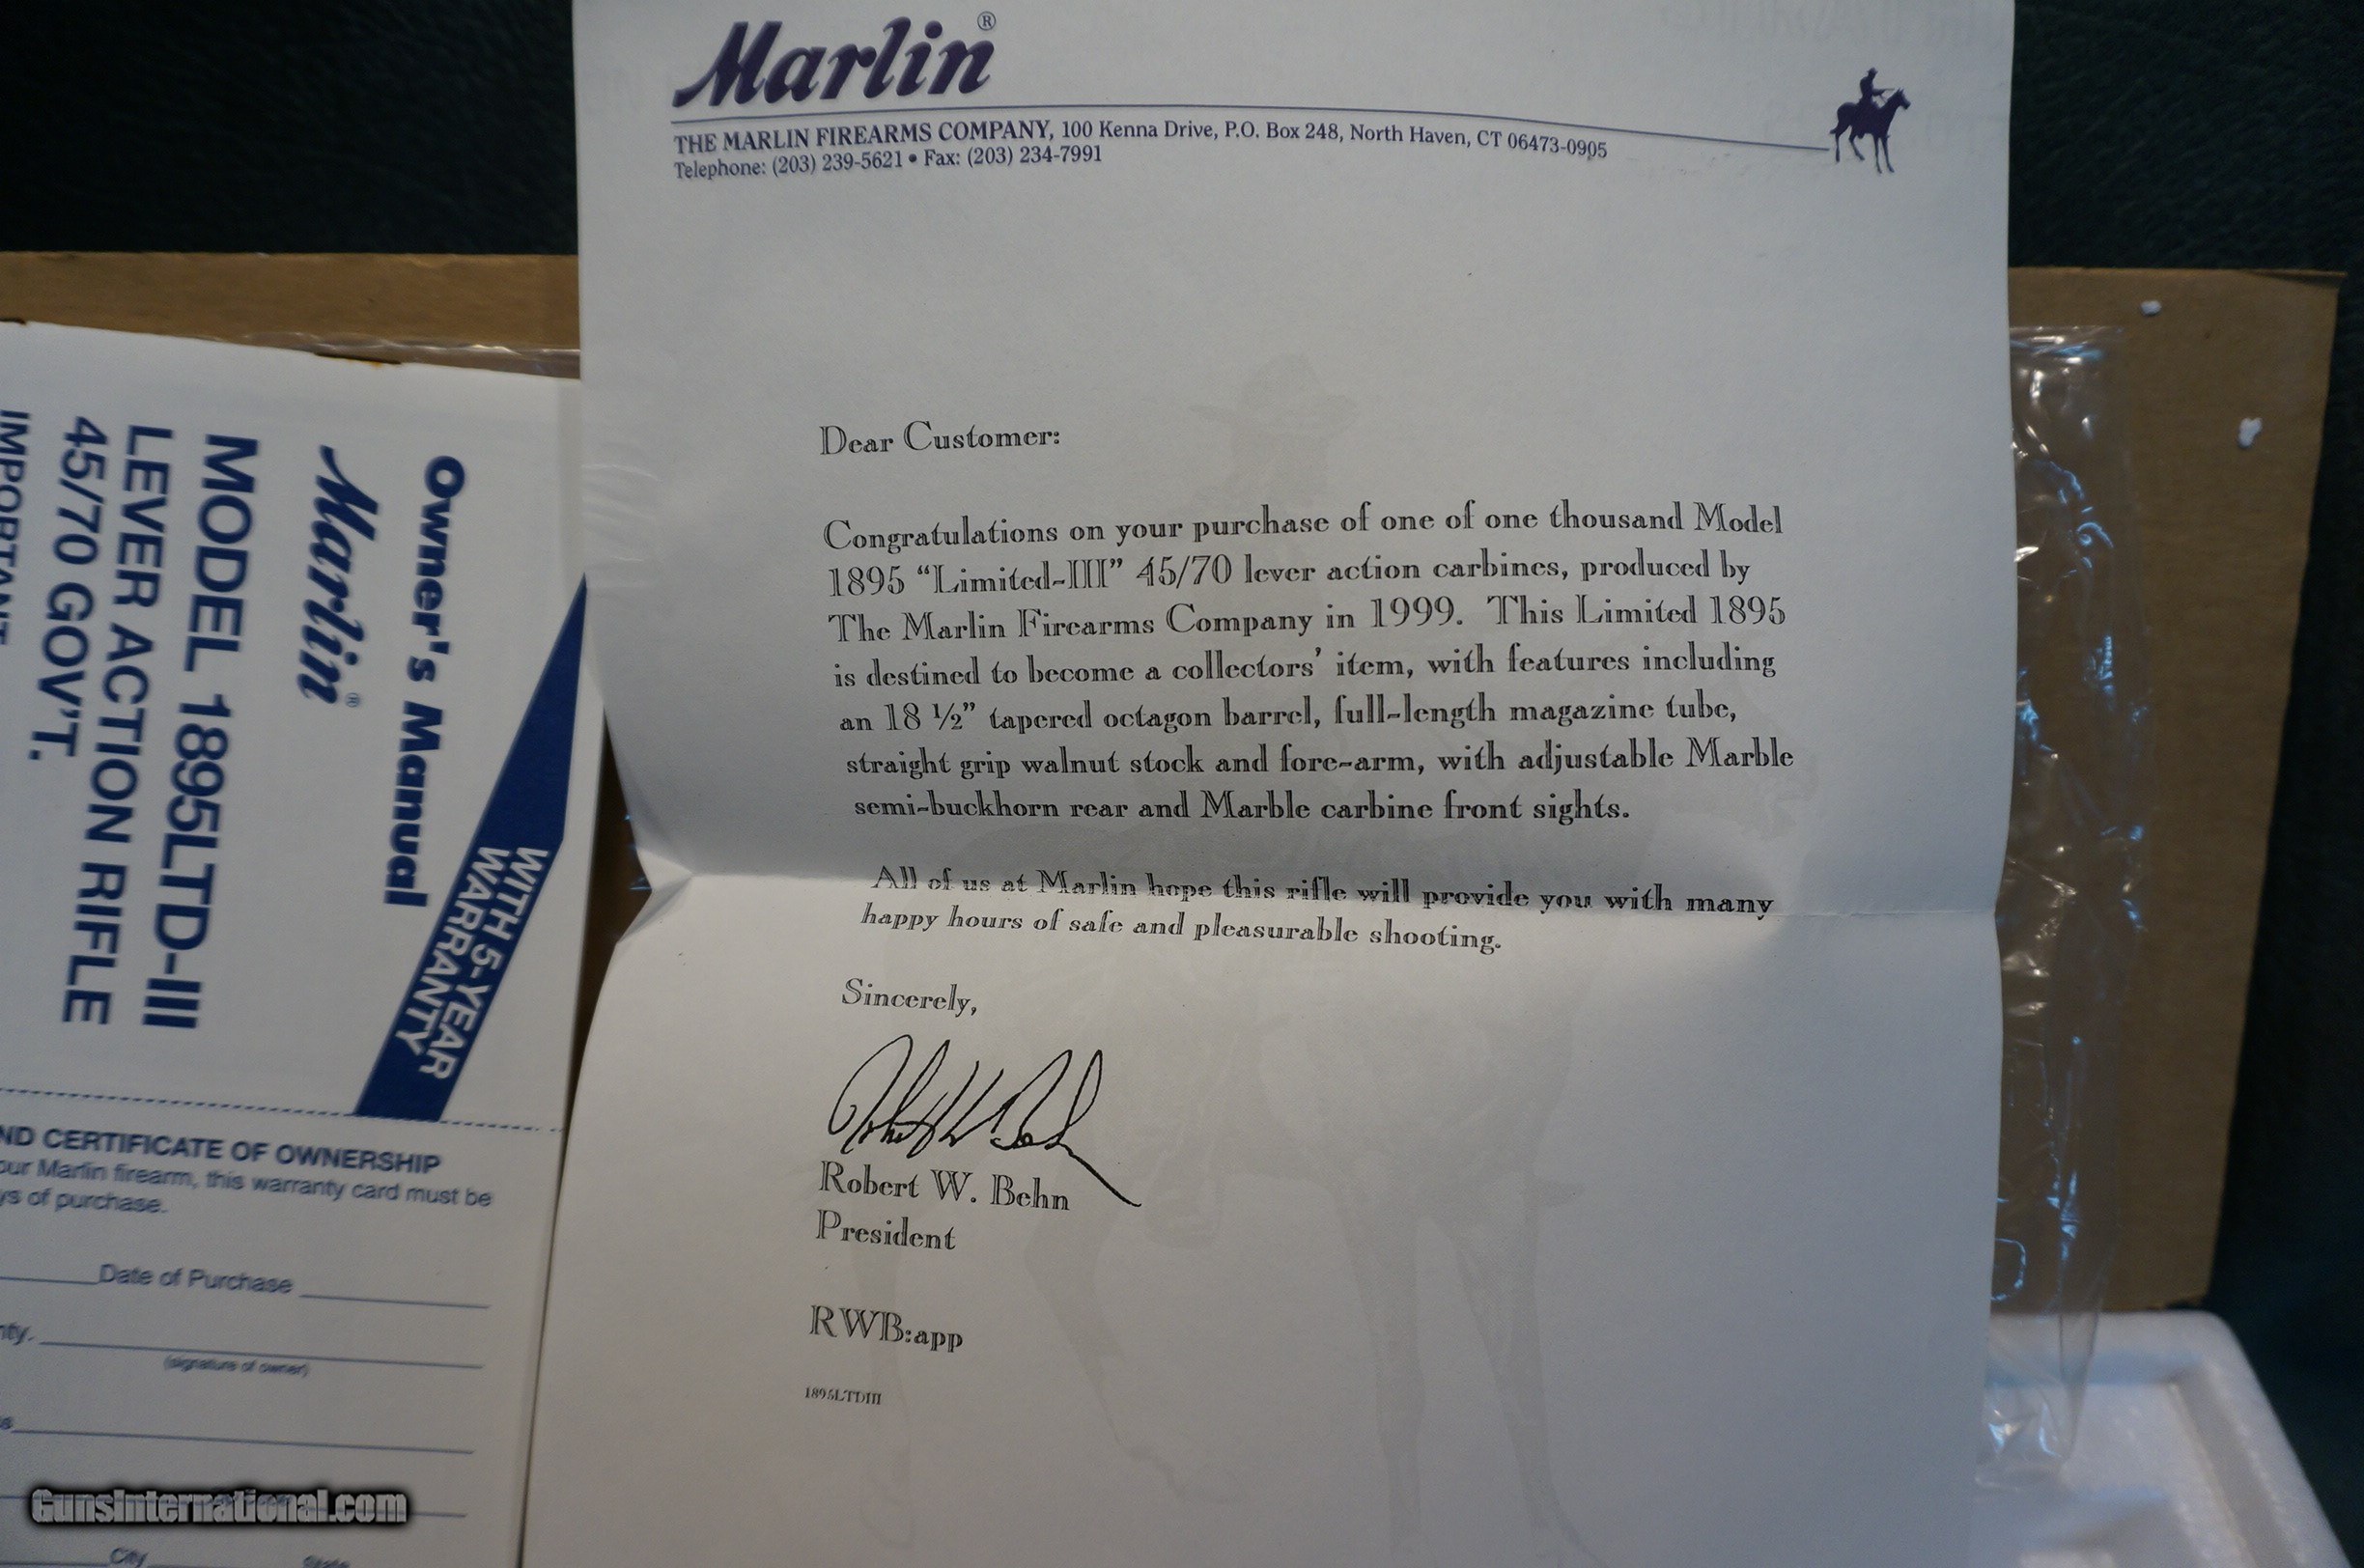 Marlin®
THE MARLIN FIREARMS COMPANY, 100 Kenna Drive, P.O. Box 248, North Haven, CT 06473-0905
Telephone: (203) 239-5621 • Fax: (203) 234-7991
Dear Customer:
Congratulations on your purchase of one of one thousand Model
1895 “Limited-III” 45/70 lever action carbines, produced by
The Marlin Firearms Company in 1999. This Limited 1895
is destined to become a collectors’ item, with features including
an 18 ½” tapered octagon barrel, full-length magazine tube,
straight grip walnut stock and fore-arm, with adjustable Marble
semi-buckhorn rear and Marble carbine front sights.
All of us at Marlin hope this rifle will provide you with many
happy hours of safe and pleasurable shooting.
Sincerely,
Robert W. Behn
Robert W. Behn
President
RWB:app
1895LTDIII
Owner's Manual
Marlin®
MODEL 1895LTD-III
LEVER ACTION RIFLE
45/70 GOV'T.
IMPORTANT
WITH 5-YEAR
WARRANTY
ND CERTIFICATE OF OWNERSHIP
our Marlin firearm, this warranty card must be
ys of purchase.
Date of Purchase
nty.
(signature of owner)
City State
GunsInternational.com